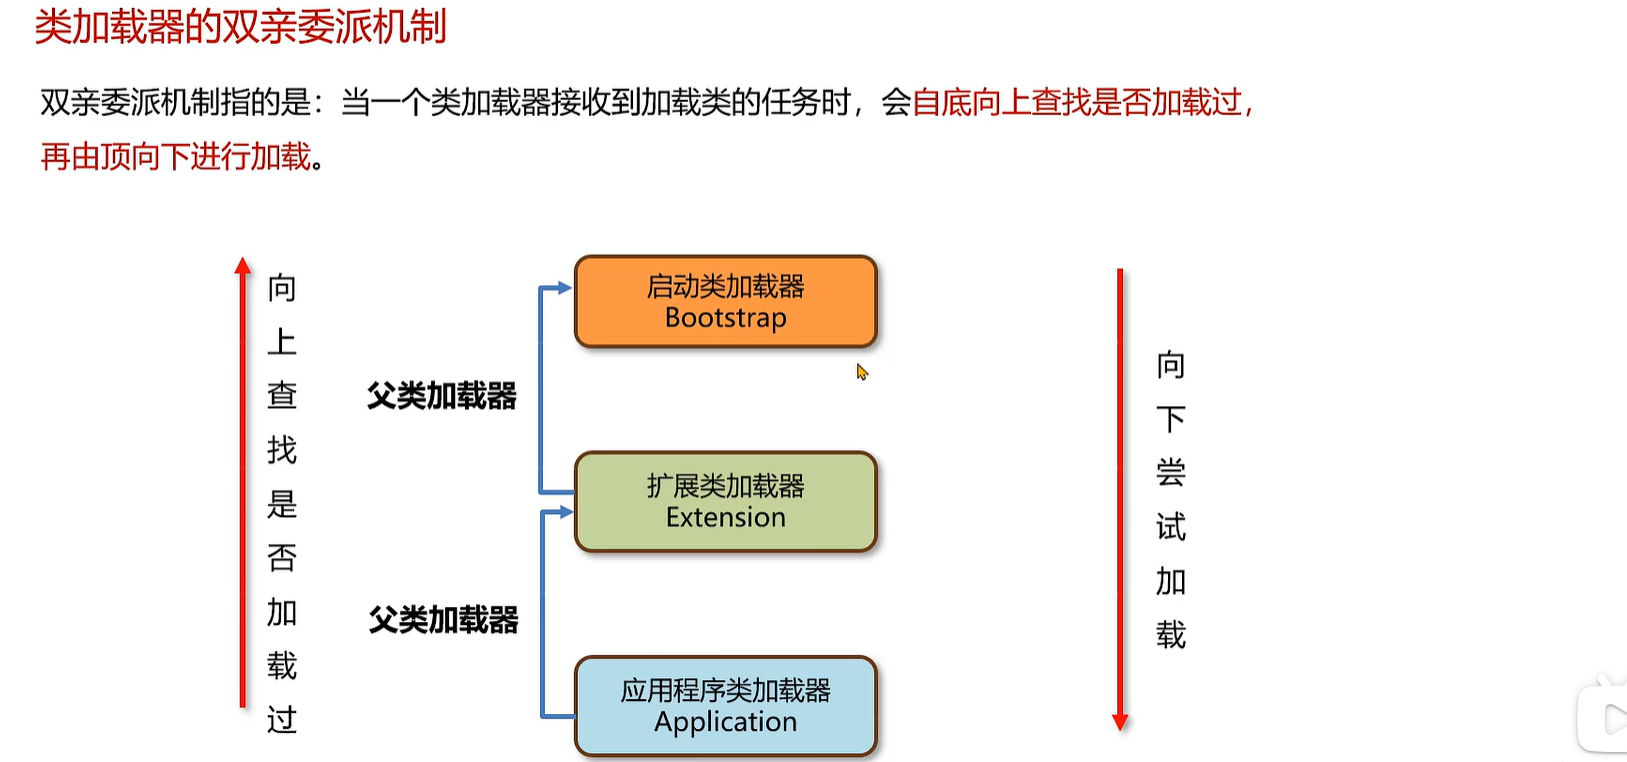 类加载器的双亲委派机制
双亲委派机制指的是：当一个类加载器接收到加载类的任务时，会自底向上查找是否加载过，
再由顶向下进行加载。
向上查找是否加载过
父类加载器
父类加载器
启动类加载器
Bootstrap
扩展类加载器
Extension
应用程序类加载器
Application
向下尝试加载